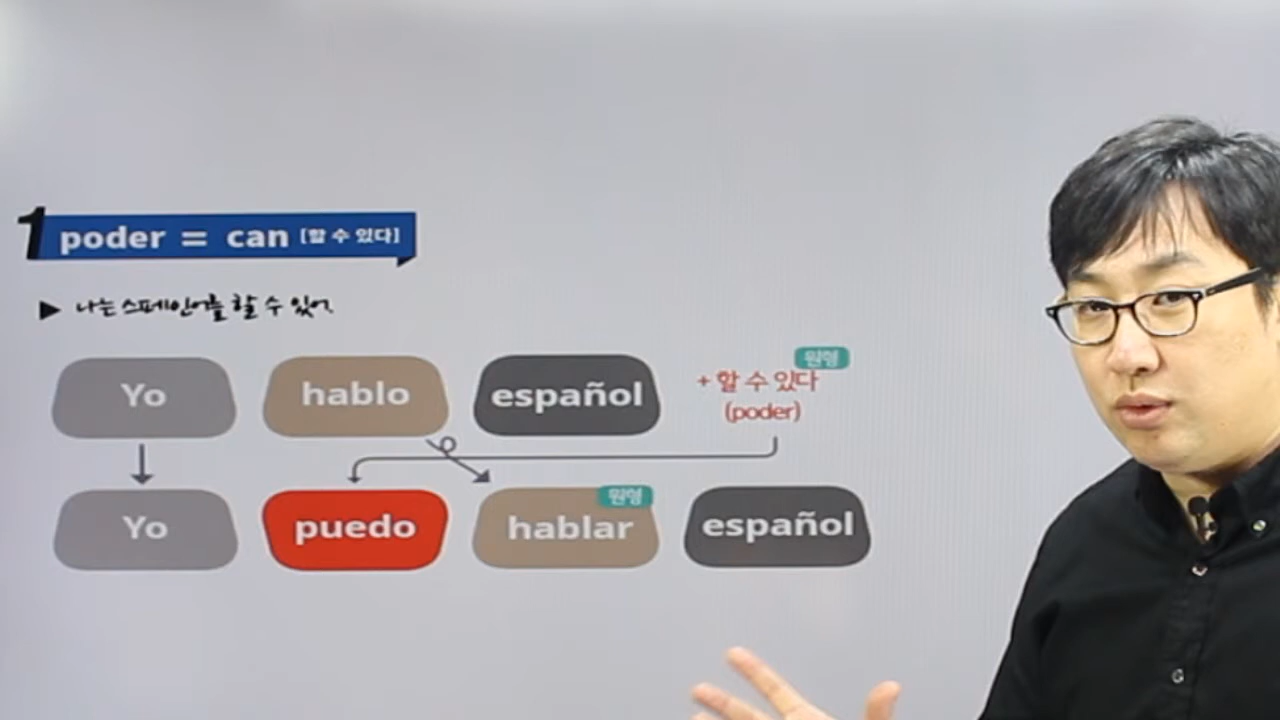 1 poder = can [할 수 있다]
▶ 나는 스페인어를 할 수 있어.
Yo hablo español + 할 수 있다 원형
(poder)
Yo puedo hablar 원형 español